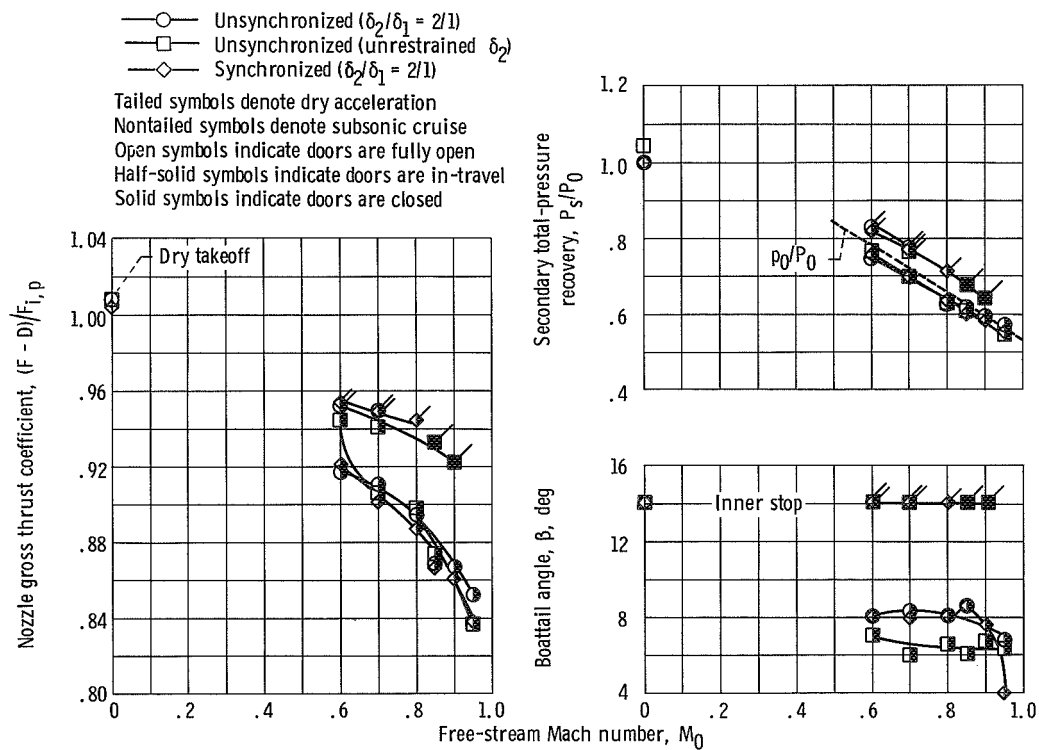 Unsynchronized (δ2/δ1 = 2/1)
Unsynchronized (unrestrained δ2)
Synchronized (δ2/δ1 = 2/1)
Tailed symbols denote dry acceleration
Nontailed symbols denote subsonic cruise
Open symbols indicate doors are fully open
Half-solid symbols indicate doors are in-travel
Solid symbols indicate doors are closed
1.04
Dry takeoff
1.00
.96
.92
.88
.84
.80
0
.2
.4
.6
.8
1.0
Nozzle gross thrust coefficient, (F - D)/Fi,p
1.2
1.0
.8
.6
.4
p0/P0
Secondary total-pressure recovery, Ps/P0
16
Inner stop
12
8
6
4
0
.2
.4
.6
.8
1.0
Boattail angle, β, deg
Free-stream Mach number, M0